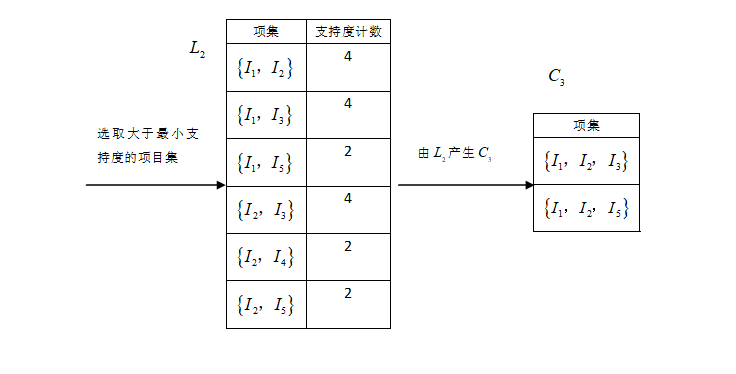 L₂
项集 支持度计数
{I₁, I₂} 4
{I₁, I₃} 4
{I₁, I₅} 2
{I₂, I₃} 4
{I₂, I₄} 2
{I₂, I₅} 2
选取大于最小支
持度的项目集
由 L₂ 产生 C₃
C₃
项集
{I₁, I₂, I₃}
{I₁, I₂, I₅}